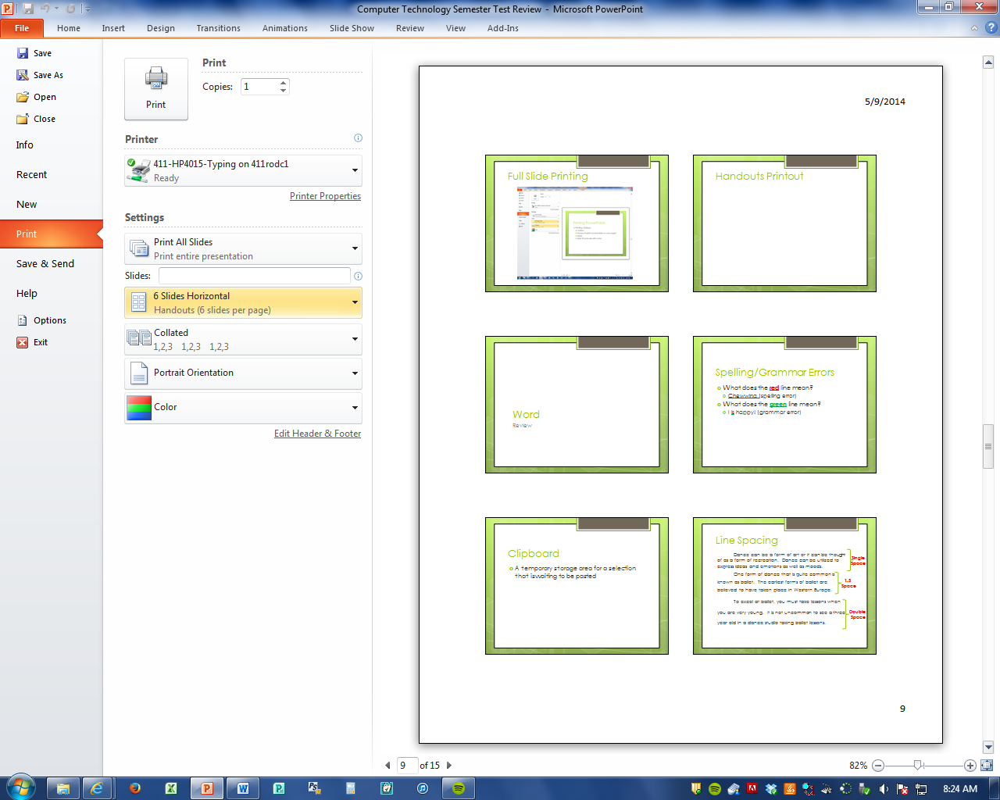 Computer Technology Semester Test Review - Microsoft PowerPoint
File Home Insert Design Transitions Animations Slide Show Review View Add-Ins
Save
Save As
Open
Close
Info
Recent
New
Print
Save & Send
Help
Options
Exit
Print
Print
Copies: 1
Printer
411-HP4015-Typing on 411rodc1
Ready
Printer Properties
Settings
Print All Slides
Print entire presentation
Slides:
6 Slides Horizontal
Handouts (6 slides per page)
Collated
1,2,3 1,2,3 1,2,3
Portrait Orientation
Color
Edit Header & Footer
5/9/2014
Full Slide Printing
Handouts Printout
Word
Review
Spelling/Grammar Errors
What does the red line mean?
Chewwing (spelling error)
What does the green line mean?
I is happy! (grammar error)
Clipboard
A temporary storage area for a selection
that is waiting to be pasted
Line Spacing
Dance can be a form of art or it can be thought
of as a form of recreation. Dance can be utilized to
express ideas and emotions as well as moods.
Single
Space
One form of dance that is quite common is
known as ballet. The earliest forms of ballet are
believed to have taken place in Western Europe.
1.5
Space
To excel at ballet, you must take lessons when
you are very young. It is not uncommon to see a three
year old in a dance studio taking ballet lessons.
Double
Space
9
9 of 15
82%
8:24 AM